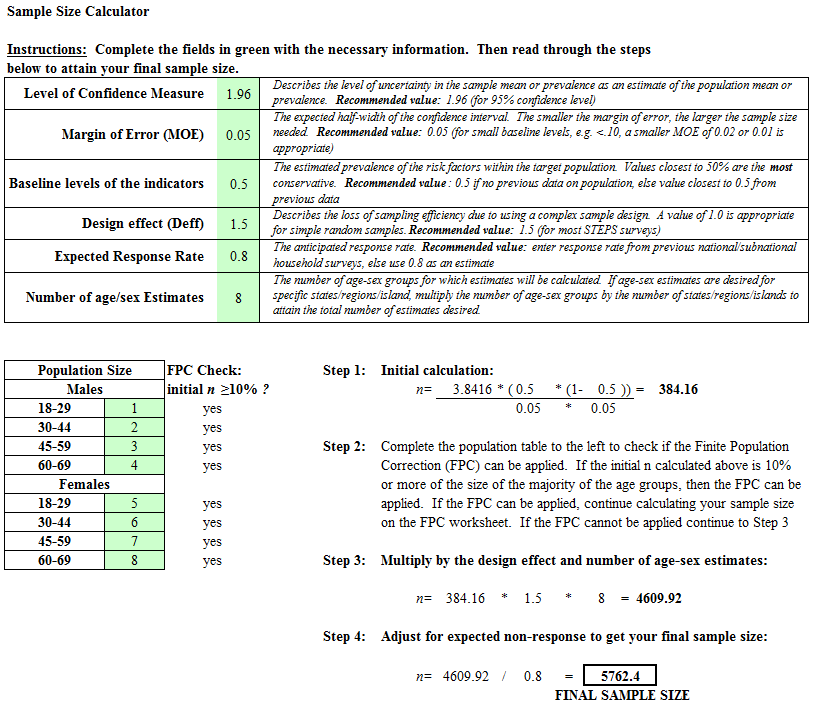 Sample Size Calculator
Instructions: Complete the fields in green with the necessary information. Then read through the steps
below to attain your final sample size.
Level of Confidence Measure 1.96 Describes the level of uncertainty in the sample mean or prevalence as an estimate of the population mean or
prevalence. Recommended value: 1.96 (for 95% confidence level)
Margin of Error (MOE) 0.05 The expected half-width of the confidence interval. The smaller the margin of error, the larger the sample size
needed. Recommended value: 0.05 (for small baseline levels, e.g. <.10, a smaller MOE of 0.02 or 0.01 is
appropriate)
Baseline levels of the indicators 0.5 The estimated prevalence of the risk factors within the target population. Values closest to 50% are the most
conservative. Recommended value: 0.5 if no previous data on population, else value closest to 0.5 from
previous data
Design effect (Deff) 1.5 Describes the loss of sampling efficiency due to using a complex sample design. A value of 1.0 is appropriate
for simple random samples. Recommended value: 1.5 (for most STEPS surveys)
Expected Response Rate 0.8 The anticipated response rate. Recommended value: enter response rate from previous national/subnational
household surveys, else use 0.8 as an estimate
Number of age/sex Estimates 8 The number of age-sex groups for which estimates will be calculated. If age-sex estimates are desired for
specific states/regions/island, multiply the number of age-sex groups by the number of states/regions/islands to
attain the total number of estimates desired.
Population Size FPC Check:
Males initial n ≥10% ?
18-29 1 yes
30-44 2 yes
45-59 3 yes
60-69 4 yes
Females
18-29 5 yes
30-44 6 yes
45-59 7 yes
60-69 8 yes
Step 1: Initial calculation:
n= 3.8416 * ( 0.5 * (1- 0.5 )) = 384.16
0.05 * 0.05
Step 2: Complete the population table to the left to check if the Finite Population
Correction (FPC) can be applied. If the initial n calculated above is 10%
or more of the size of the majority of the age groups, then the FPC can be
applied. If the FPC can be applied, continue calculating your sample size
on the FPC worksheet. If the FPC cannot be applied continue to Step 3
Step 3: Multiply by the design effect and number of age-sex estimates:
n= 384.16 * 1.5 * 8 = 4609.92
Step 4: Adjust for expected non-response to get your final sample size:
n= 4609.92 / 0.8 = 5762.4
FINAL SAMPLE SIZE